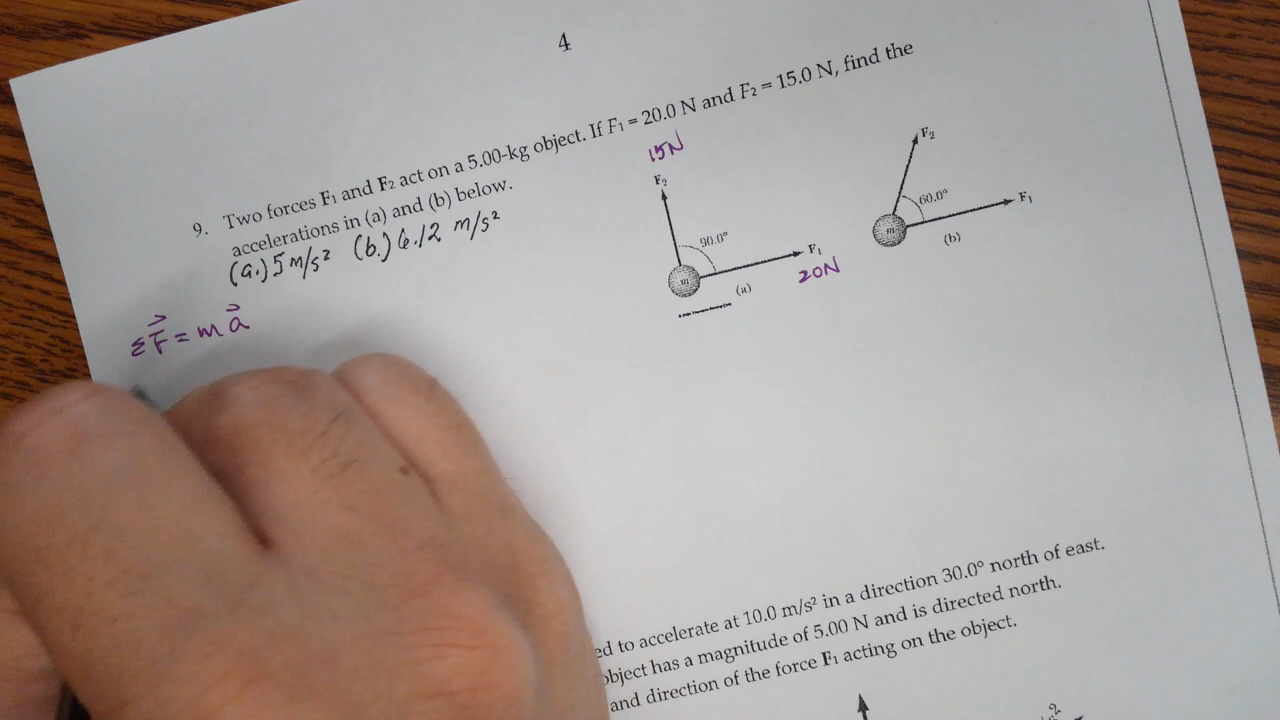 4
9. Two forces F₁ and F₂ act on a 5.00-kg object. If F₁ = 20.0 N and F₂ = 15.0 N, find the
accelerations in (a) and (b) below.
(a.) 5 m/s² (b.) 6.12 m/s²
ΣF⃗ = m a⃗
15N
F₂
90.0°
F₁
20N
m
(a)
F₂
60.0°
F₁
m
(b)
ed to accelerate at 10.0 m/s² in a direction 30.0° north of east.
object has a magnitude of 5.00 N and is directed north.
and direction of the force F₁ acting on the object.